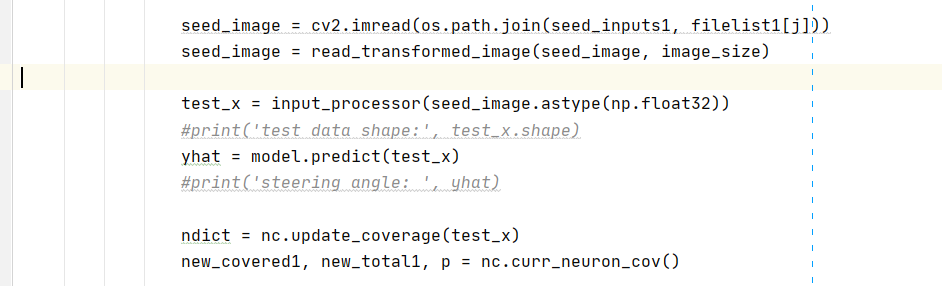 seed_image = cv2.imread(os.path.join(seed_inputs1, filelist1[j]))
seed_image = read_transformed_image(seed_image, image_size)
test_x = input_processor(seed_image.astype(np.float32))
#print('test data shape:', test_x.shape)
yhat = model.predict(test_x)
#print('steering angle: ', yhat)
ndict = nc.update_coverage(test_x)
new_covered1, new_total1, p = nc.curr_neuron_cov()